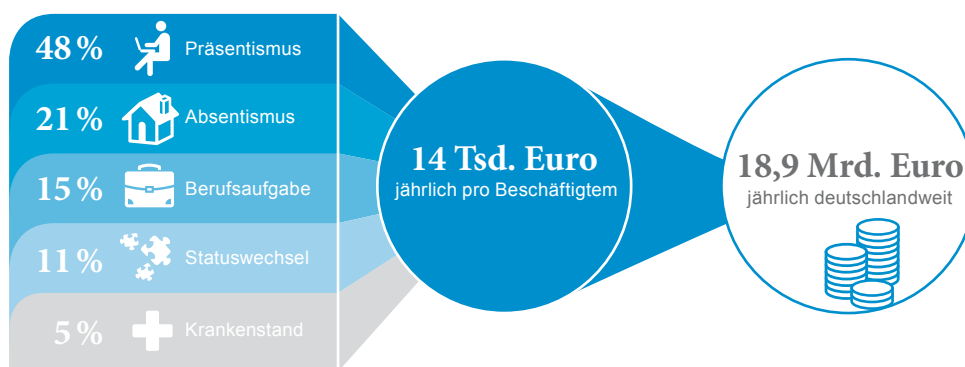 48 % Präsentismus
21 % Absentismus
15 % Berufsaufgabe
11 % Statuswechsel
5 % Krankenstand
14 Tsd. Euro
jährlich pro Beschäftigtem
18,9 Mrd. Euro
jährlich deutschlandweit